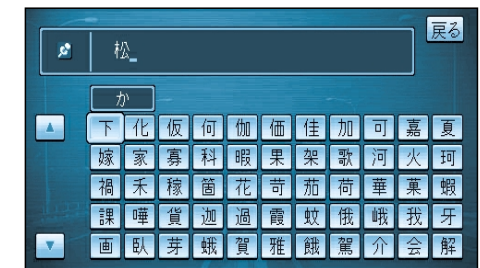 戻る
松_
か
下化仮何伽価佳加可嘉夏
嫁家寡科暇果架歌河火珂
禍禾稼箇花苛茄荷華菓蝦
課嘩貨迦過霞蚊俄峨我牙
画臥芽蛾賀雅餓駕介会解